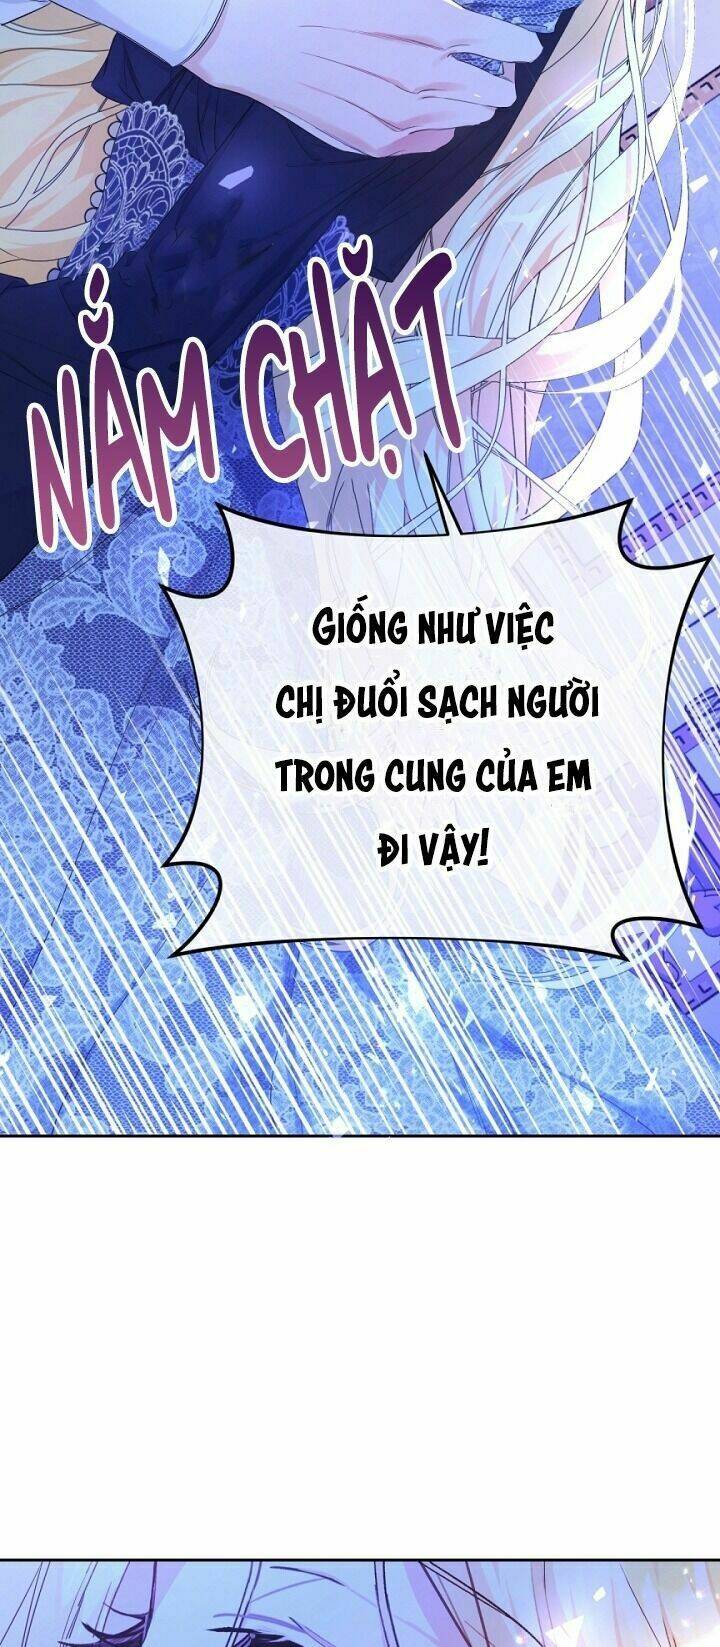 NẮM CHẶT
GIỐNG NHƯ VIỆC
CHỊ ĐUỔI SẠCH NGƯỜI
TRONG CUNG CỦA EM
ĐI VẬY!